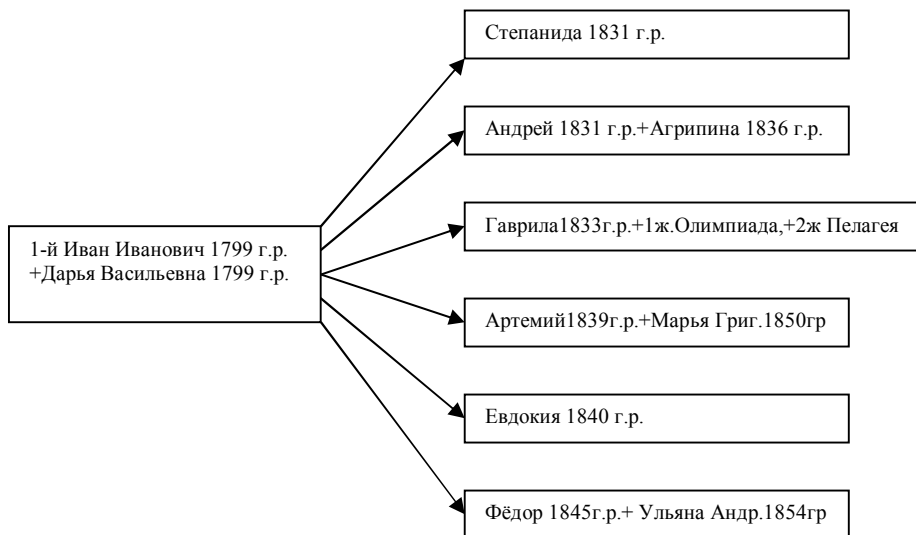 Степанида 1831 г.р.
Андрей 1831 г.р.+Агрипина 1836 г.р.
Гаврила1833г.р.+1ж.Олимпиада,+2ж Пелагея
1-й Иван Иванович 1799 г.р.
+Дарья Васильевна 1799 г.р.
Артемий1839г.р.+Марья Григ.1850гр
Евдокия 1840 г.р.
Фёдор 1845г.р.+ Ульяна Андр.1854гр